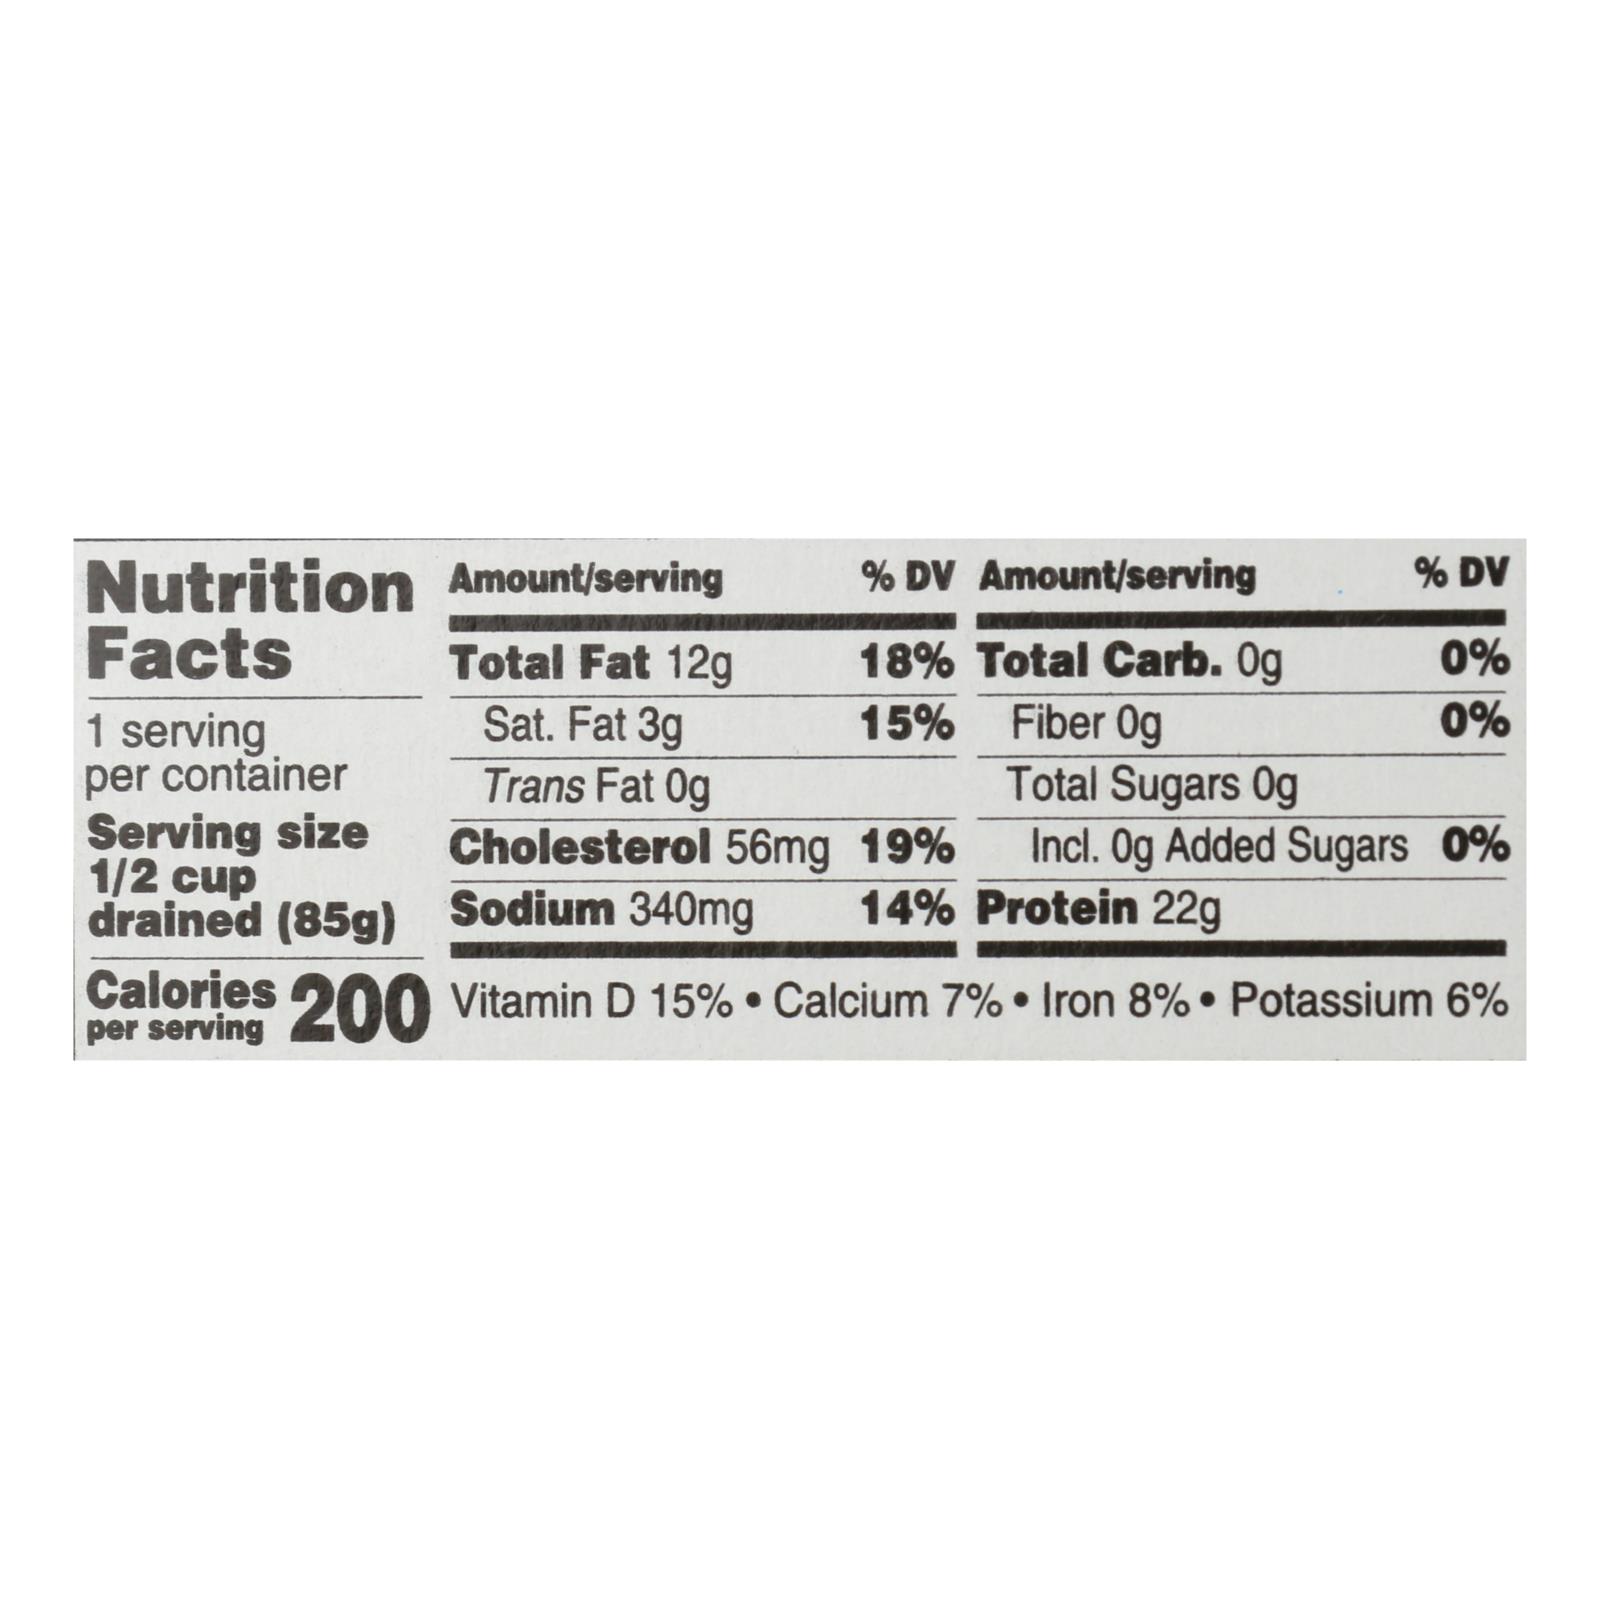 Nutrition
Facts
1 serving
per container
Serving size
1/2 cup
drained (85g)
Calories 200
per serving
Amount/serving % DV
Total Fat 12g 18%
Sat. Fat 3g 15%
Trans Fat 0g
Cholesterol 56mg 19%
Sodium 340mg 14%
Amount/serving % DV
Total Carb. 0g 0%
Fiber 0g 0%
Total Sugars 0g
Incl. 0g Added Sugars 0%
Protein 22g
Vitamin D 15% • Calcium 7% • Iron 8% • Potassium 6%